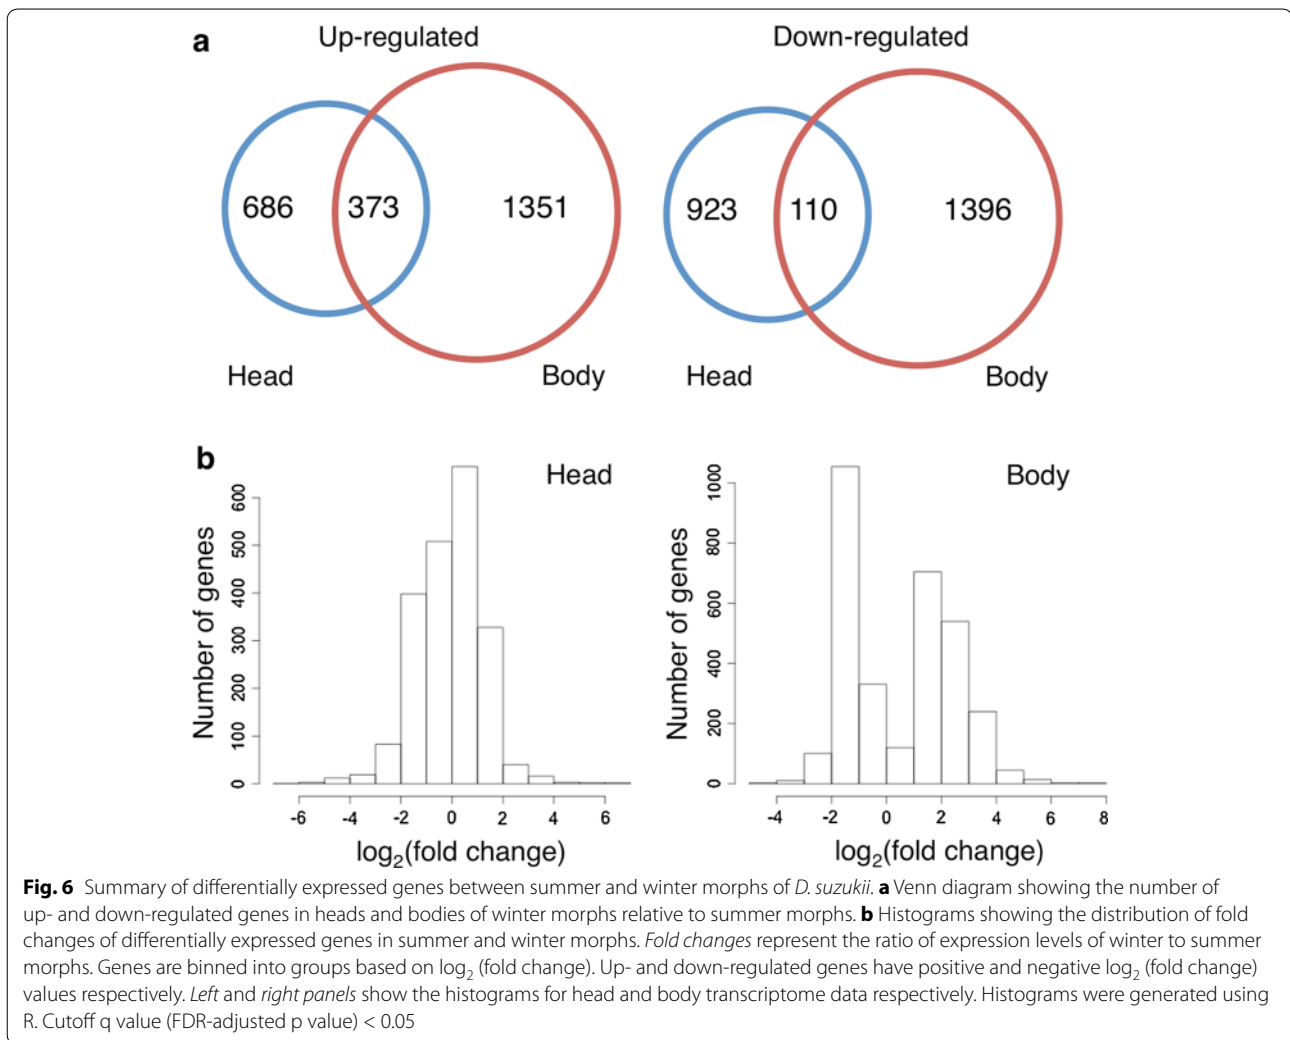 a
Up-regulated
Down-regulated
686
373
1351
923
110
1396
Head
Body
Head
Body
b
Head
Number of genes
0
100
200
300
400
500
600
-6
-4
-2
0
2
4
6
log₂(fold change)
Body
Number of genes
0
200
400
600
800
1000
-4
-2
0
2
4
6
8
log₂(fold change)
Fig. 6 Summary of differentially expressed genes between summer and winter morphs of D. suzukii. a Venn diagram showing the number of
up- and down-regulated genes in heads and bodies of winter morphs relative to summer morphs. b Histograms showing the distribution of fold
changes of differentially expressed genes in summer and winter morphs. Fold changes represent the ratio of expression levels of winter to summer
morphs. Genes are binned into groups based on log₂ (fold change). Up- and down-regulated genes have positive and negative log₂ (fold change)
values respectively. Left and right panels show the histograms for head and body transcriptome data respectively. Histograms were generated using
R. Cutoff q value (FDR-adjusted p value) < 0.05